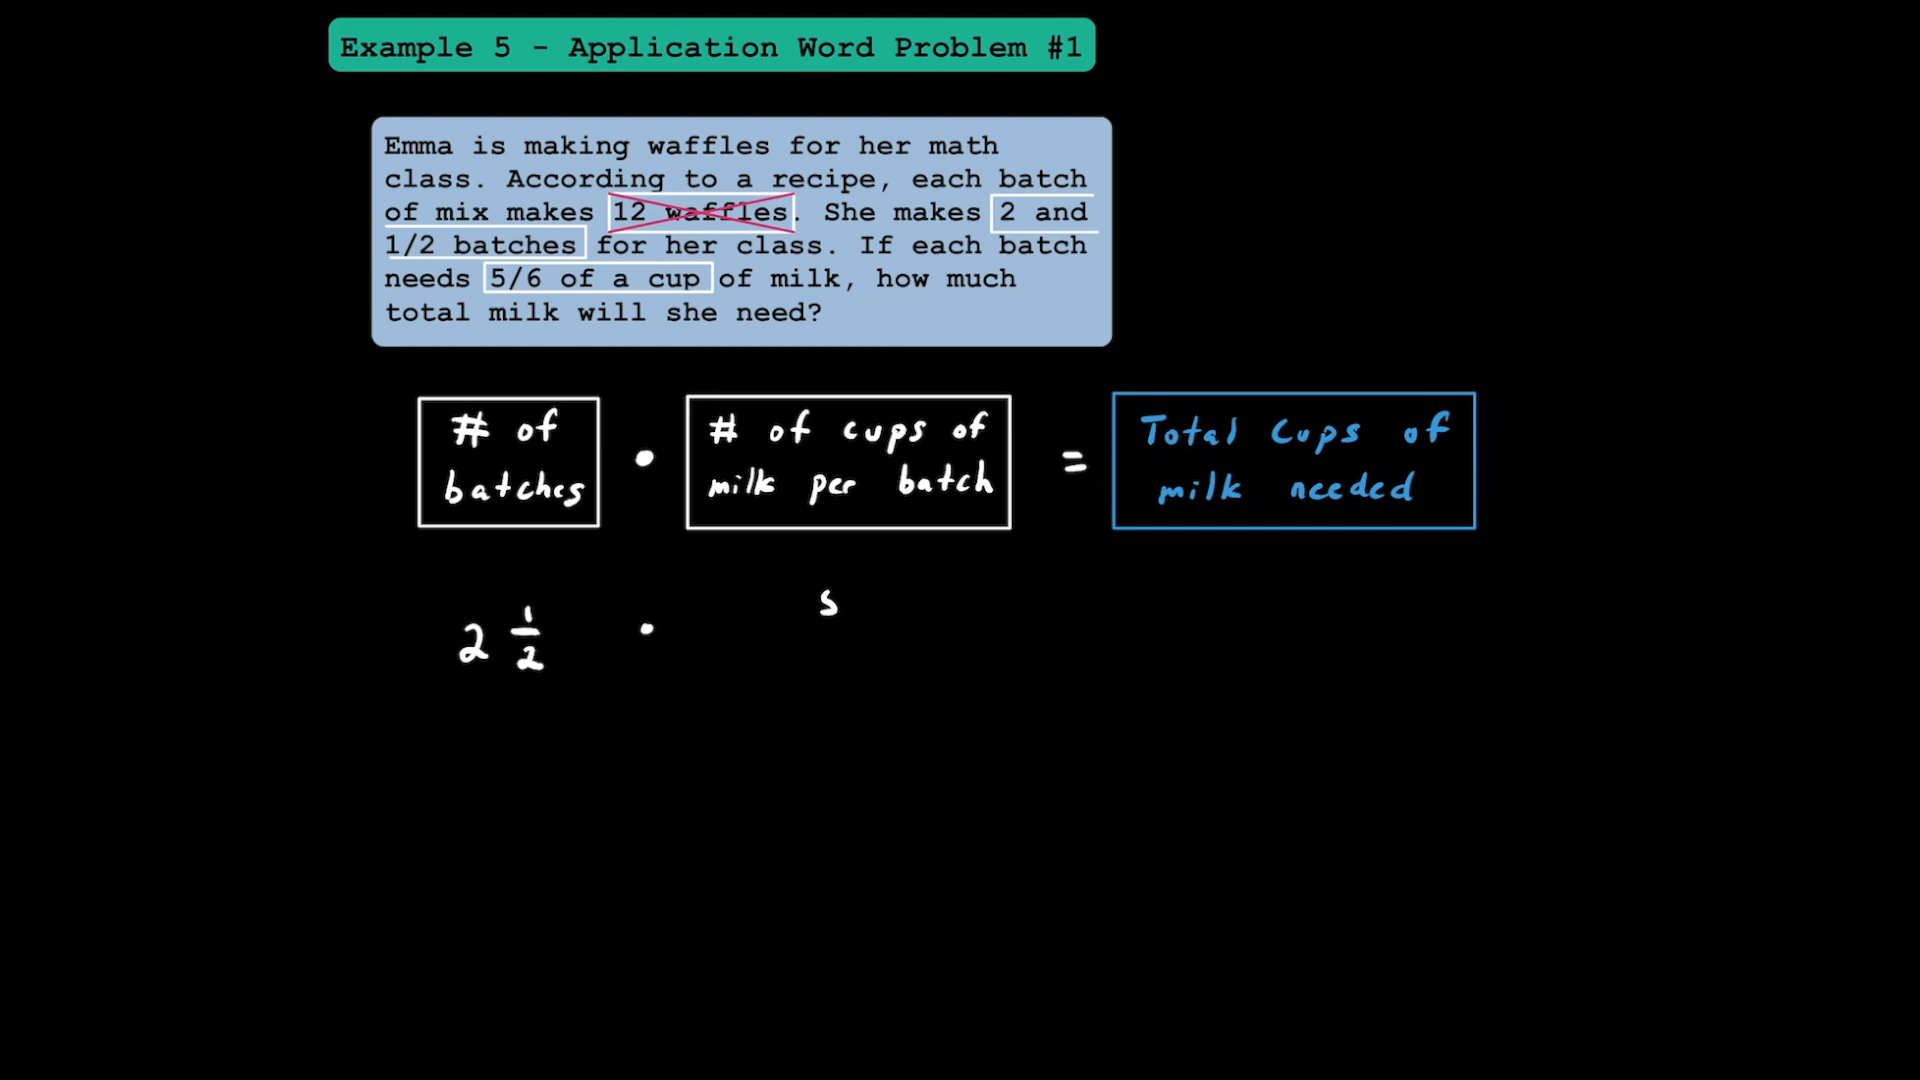 Example 5 - Application Word Problem #1
Emma is making waffles for her math
class. According to a recipe, each batch
of mix makes 12 waffles. She makes 2 and
1/2 batches for her class. If each batch
needs 5/6 of a cup of milk, how much
total milk will she need?
# of
batches
•
# of cups of
milk per batch
=
Total Cups of
milk needed
2 1/2 • 5